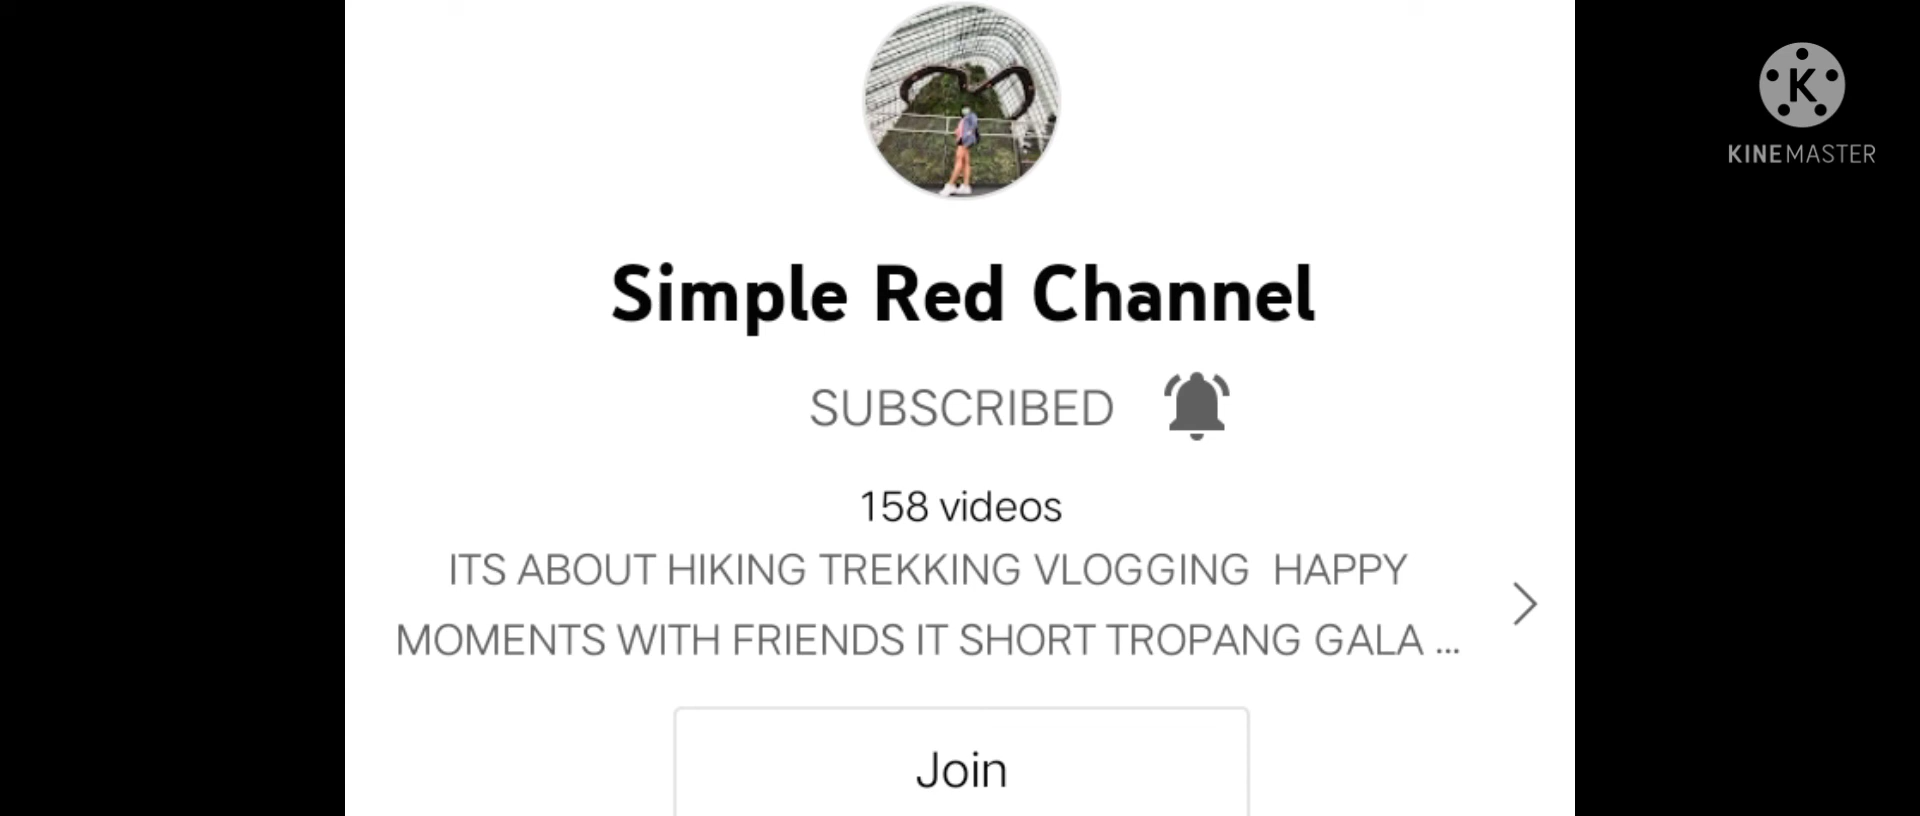 K
KINEMASTER
Simple Red Channel
SUBSCRIBED
158 videos
ITS ABOUT HIKING TREKKING VLOGGING  HAPPY
MOMENTS WITH FRIENDS IT SHORT TROPANG GALA ...
Join